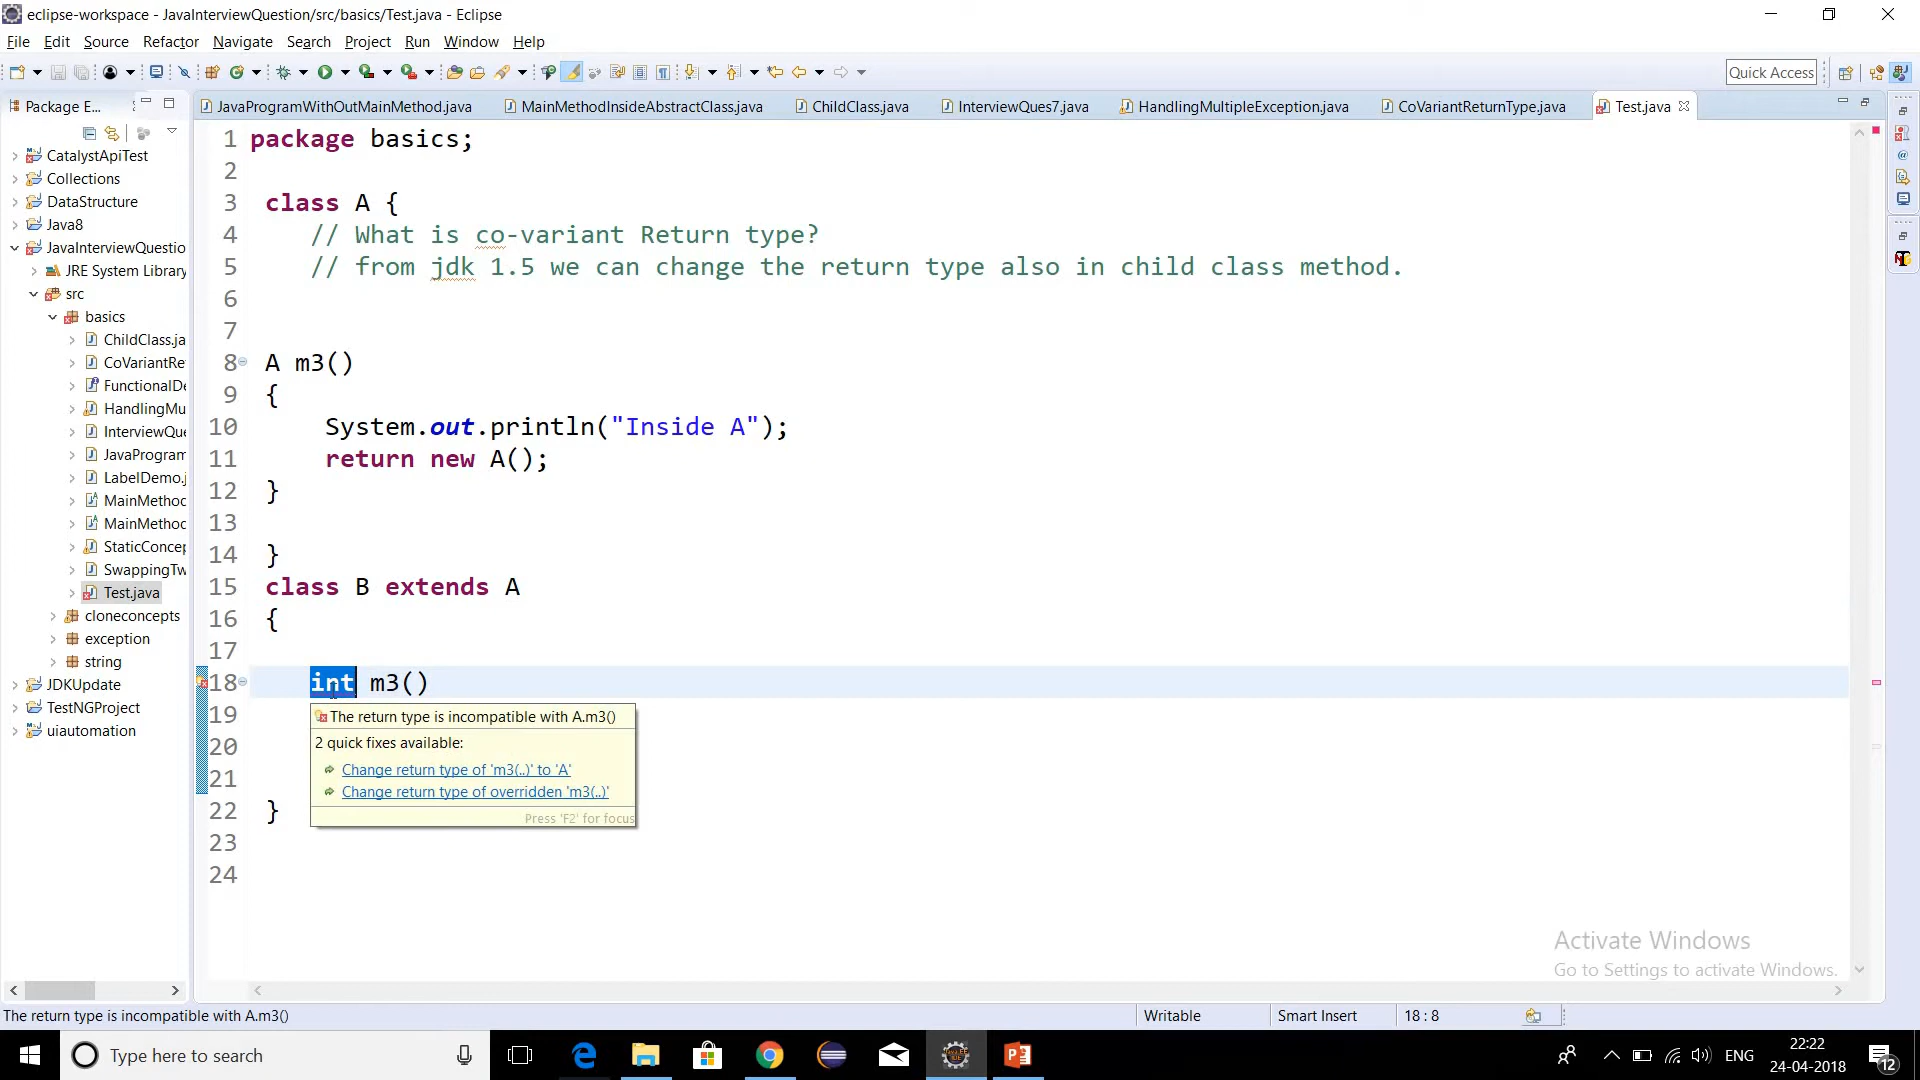 eclipse-workspace - JavaInterviewQuestion/src/basics/Test.java - Eclipse
File Edit Source Refactor Navigate Search Project Run Window Help
Quick Access
Package E...
JavaProgramWithOutMainMethod.java MainMethodInsideAbstractClass.java ChildClass.java InterviewQues7.java HandlingMultipleException.java CoVariantReturnType.java Test.java
CatalystApiTest
Collections
DataStructure
Java8
JavaInterviewQuestio
JRE System Library
src
basics
ChildClass.ja
CoVariantRe
FunctionalDe
HandlingMu
InterviewQue
JavaProgram
LabelDemo.j
MainMethod
MainMethod
StaticConcep
SwappingTw
Test.java
cloneconcepts
exception
string
JDKUpdate
TestNGProject
uiautomation
1 package basics;
2
3 class A {
4 // What is co-variant Return type?
5 // from jdk 1.5 we can change the return type also in child class method.
6
7
8 A m3()
9 {
10 System.out.println("Inside A");
11 return new A();
12 }
13
14 }
15 class B extends A
16 {
17
18 int m3()
19
20
21
22 }
23
24
The return type is incompatible with A.m3()
2 quick fixes available:
Change return type of 'm3(..)' to 'A'
Change return type of overridden 'm3(..)'
Press 'F2' for focus
Activate Windows
Go to Settings to activate Windows.
The return type is incompatible with A.m3() Writable Smart Insert 18 : 8
Type here to search
ENG
22:22
24-04-2018
12